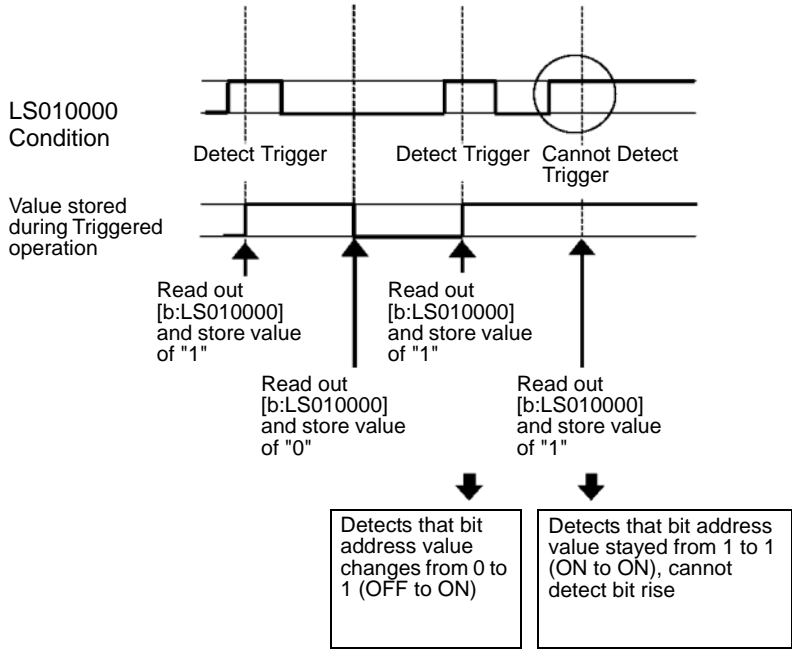 LS010000
Condition
Detect Trigger
Detect Trigger
Cannot Detect
Trigger
Value stored
during Triggered
operation
Read out
[b:LS010000]
and store value
of "1"
Read out
[b:LS010000]
and store value
of "1"
Read out
[b:LS010000]
and store value
of "0"
Read out
[b:LS010000]
and store value
of "1"
Detects that bit
address value
changes from 0 to
1 (OFF to ON)
Detects that bit address
value stayed from 1 to 1
(ON to ON), cannot
detect bit rise